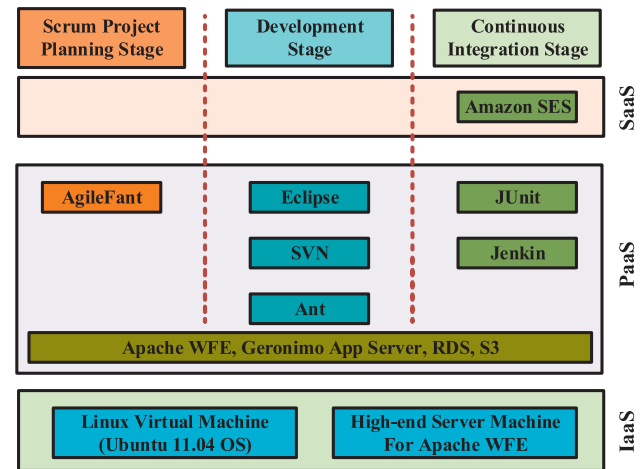 Scrum Project
Planning Stage
Development
Stage
Continuous
Integration Stage
Amazon SES
SaaS
AgileFant
Eclipse
JUnit
SVN
Jenkin
Ant
Apache WFE, Geronimo App Server, RDS, S3
PaaS
Linux Virtual Machine
(Ubuntu 11.04 OS)
High-end Server Machine
For Apache WFE
IaaS